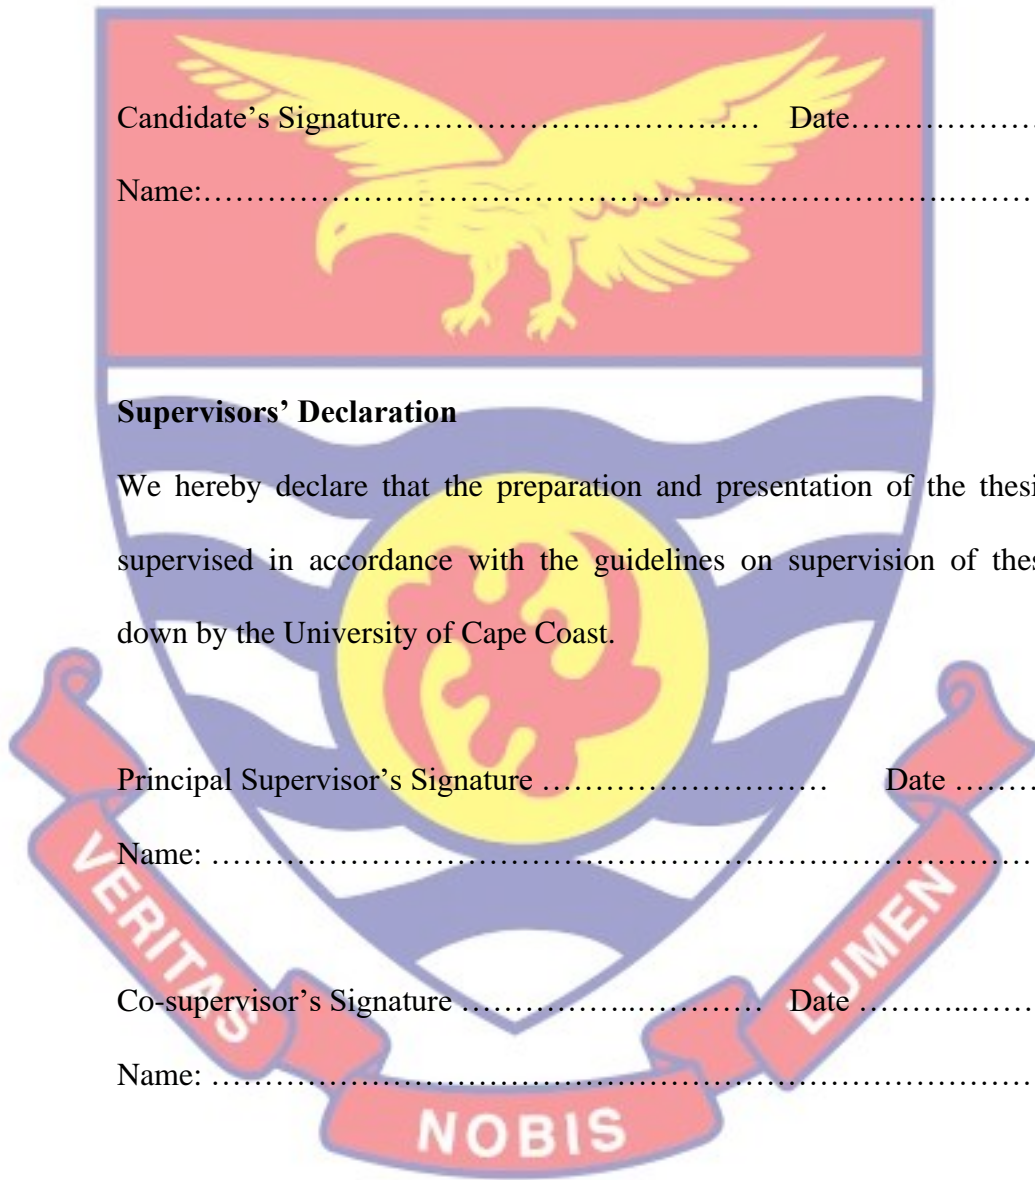 Candidate’s Signature……………….…………… Date…….………
Name:………….……………………………………………….………
Supervisors’ Declaration
We hereby declare that the preparation and presentation of the thesi
supervised in accordance with the guidelines on supervision of thes
down by the University of Cape Coast.
Principal Supervisor’s Signature ……………………… Date ………
Name: ……………………………………………………………………
Co-supervisor’s Signature ……………..………… Date ………..……
Name: ……………………………………………………………………
VERITAS
NOBIS
LUMEN